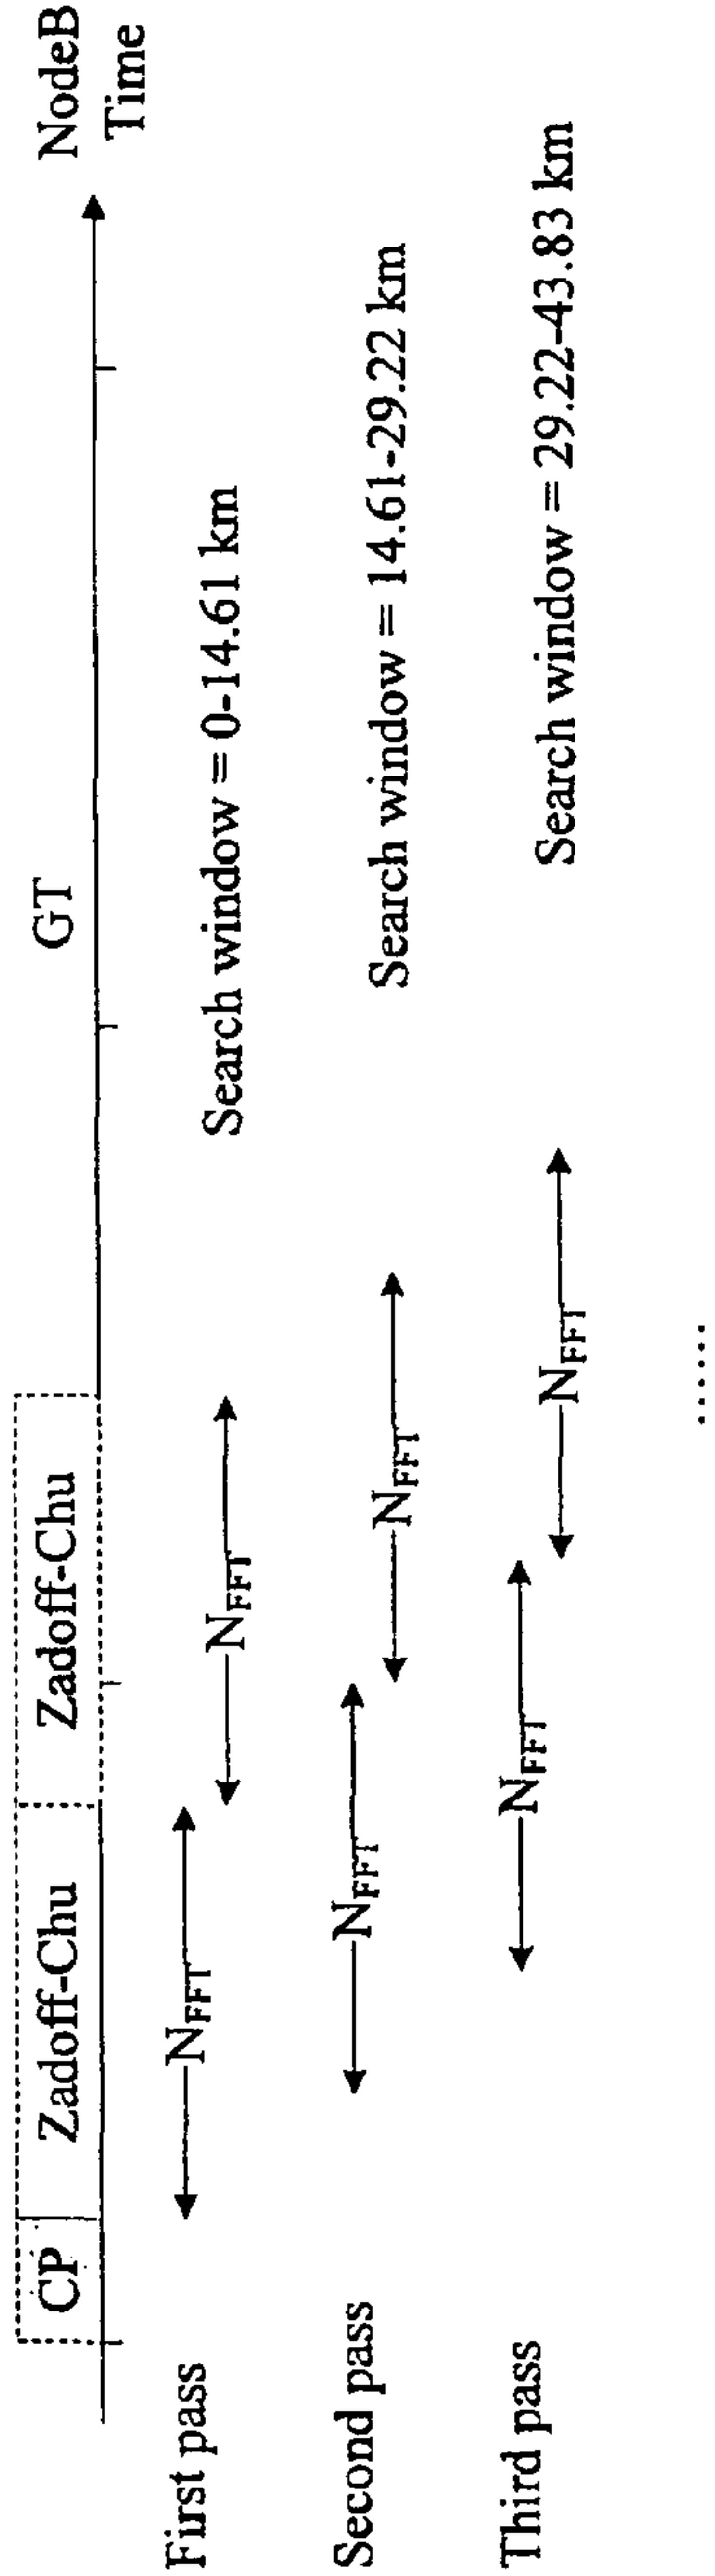 CP Zadoff-Chu Zadoff-Chu GT NodeB
Time
First pass N_FFT N_FFT Search window = 0-14.61 km
Second pass N_FFT N_FFT Search window = 14.61-29.22 km
Third pass N_FFT N_FFT Search window = 29.22-43.83 km
......